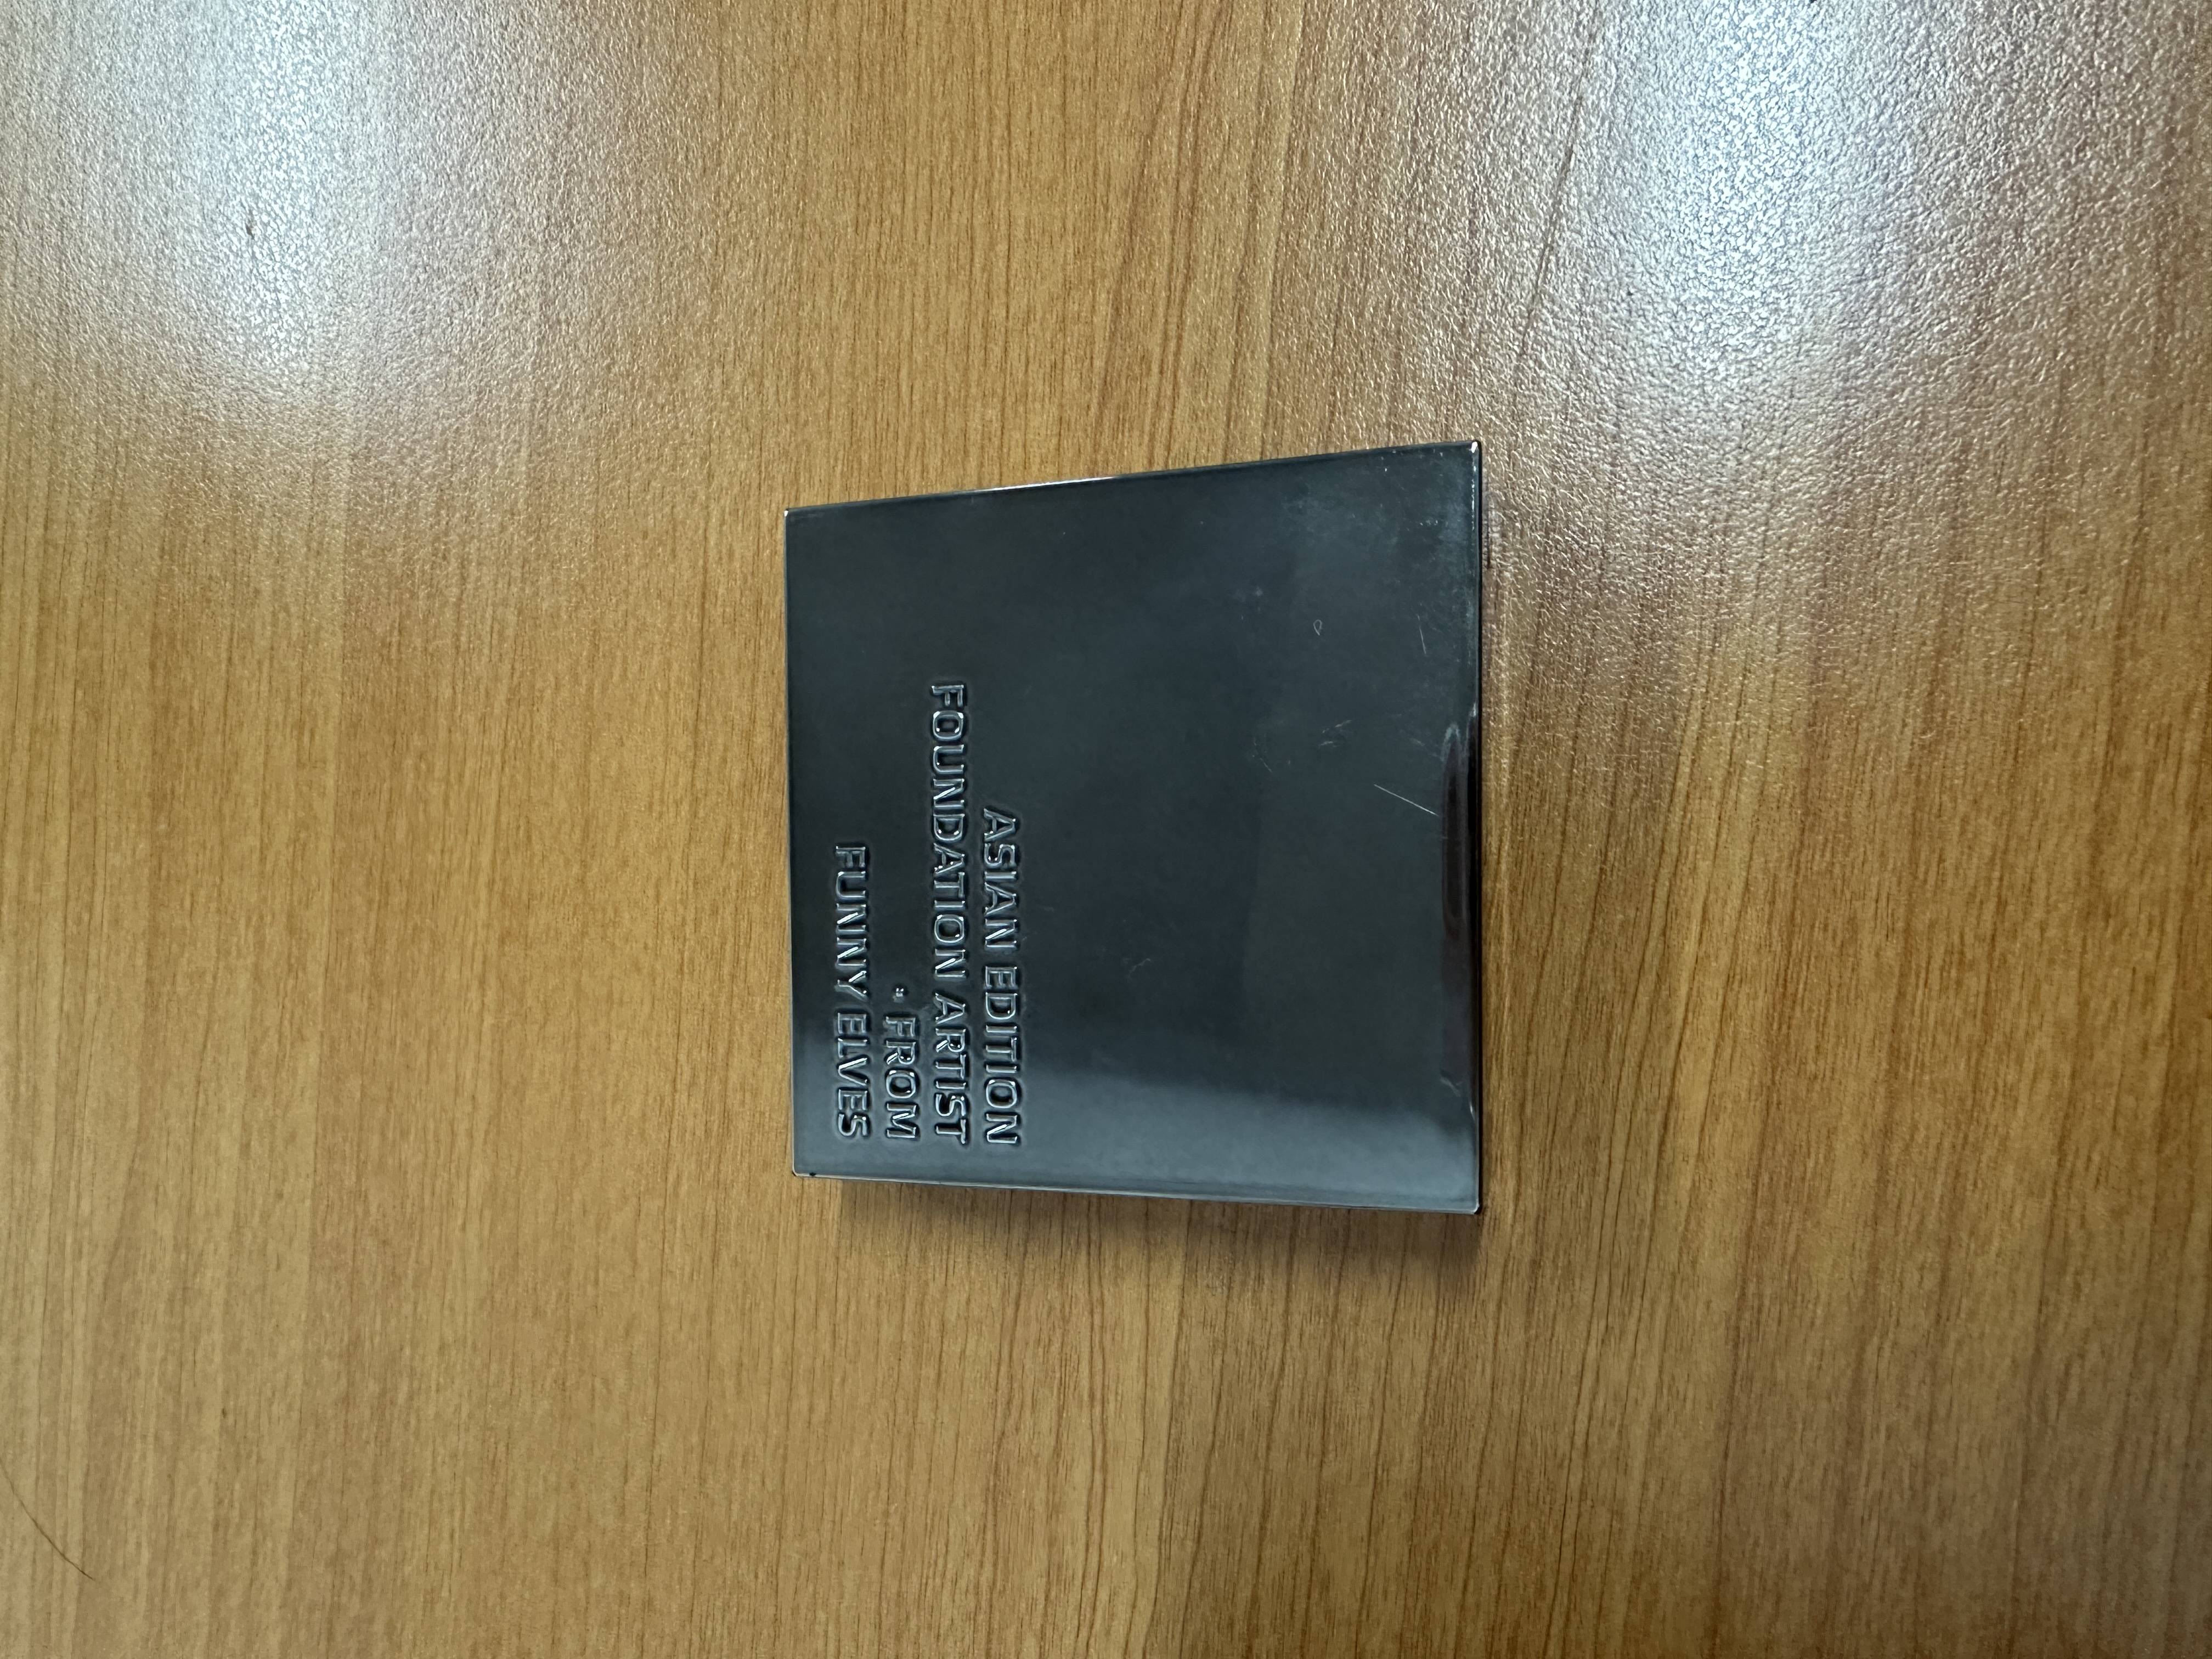 ASIAN EDITION
FOUNDATION ARTIST
FROM
FUNNY ELVES